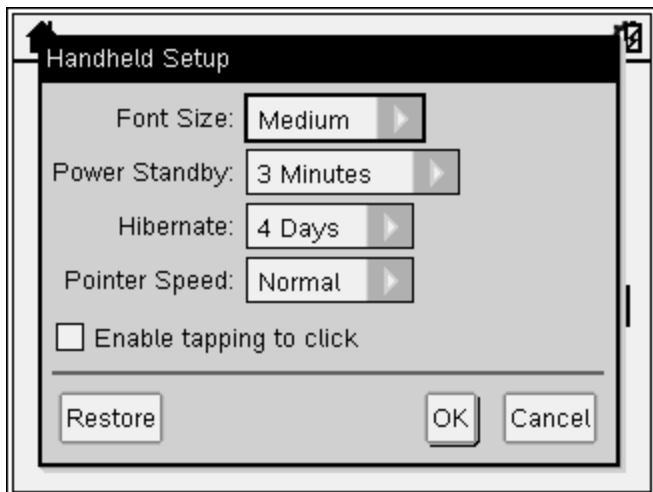 Handheld Setup
Font Size: Medium
Power Standby: 3 Minutes
Hibernate: 4 Days
Pointer Speed: Normal
Enable tapping to click
Restore OK Cancel